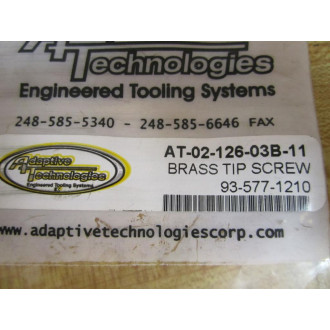 Adaptive
Technologies
Engineered Tooling Systems
248-585-5340 - 248-585-6646 FAX
Adaptive
Technologies
Engineered Tooling Systems
AT-02-126-03B-11
BRASS TIP SCREW
93-577-1210
www.adaptivetechnologiescorp.com